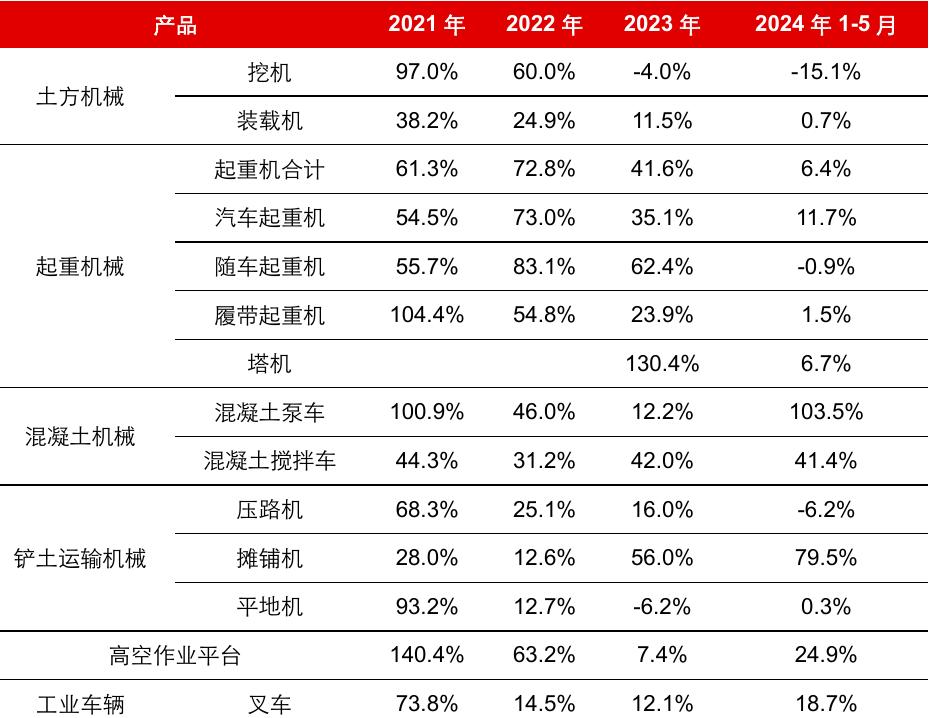 产品 2021 年 2022 年 2023 年 2024 年 1-5 月
土方机械 挖机 97.0% 60.0% -4.0% -15.1%
装载机 38.2% 24.9% 11.5% 0.7%
起重机械 起重机合计 61.3% 72.8% 41.6% 6.4%
汽车起重机 54.5% 73.0% 35.1% 11.7%
随车起重机 55.7% 83.1% 62.4% -0.9%
履带起重机 104.4% 54.8% 23.9% 1.5%
塔机 130.4% 6.7%
混凝土机械 混凝土泵车 100.9% 46.0% 12.2% 103.5%
混凝土搅拌车 44.3% 31.2% 42.0% 41.4%
铲土运输机械 压路机 68.3% 25.1% 16.0% -6.2%
摊铺机 28.0% 12.6% 56.0% 79.5%
平地机 93.2% 12.7% -6.2% 0.3%
高空作业平台 140.4% 63.2% 7.4% 24.9%
工业车辆 叉车 73.8% 14.5% 12.1% 18.7%